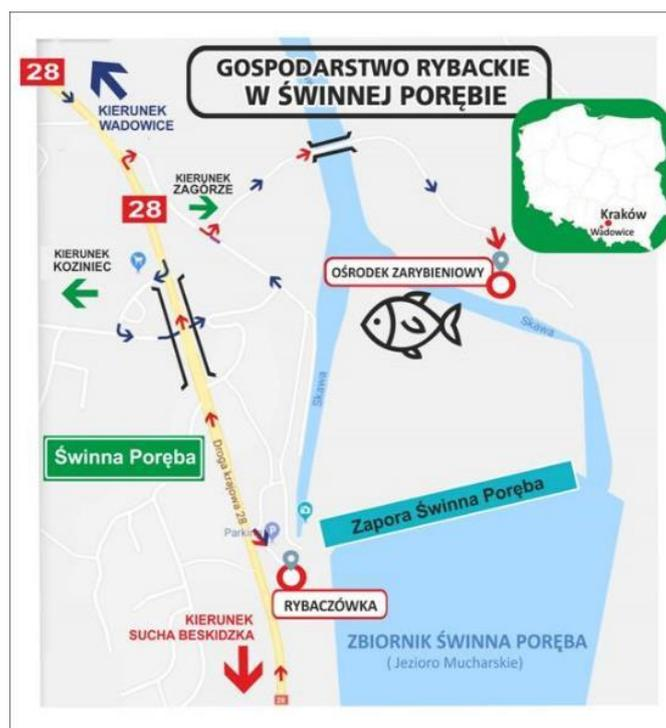 GOSPODARSTWO RYBACKIE
W ŚWINNEJ PORĘBIE
28
KIERUNEK
WADOWICE
28
KIERUNEK
ZAGÓRZE
Kraków
Wadowice
KIERUNEK
KOZINIEC
OŚRODEK ZARYBIENIOWY
Skawa
Skawa
Świnna Poręba
Droga krajowa 28
Zapora Świnna Poręba
Parking
P
RYBACZÓWKA
KIERUNEK
SUCHA BESKIDZKA
ZBIORNIK ŚWINNA PORĘBA
(Jezioro Mucharskie)
28